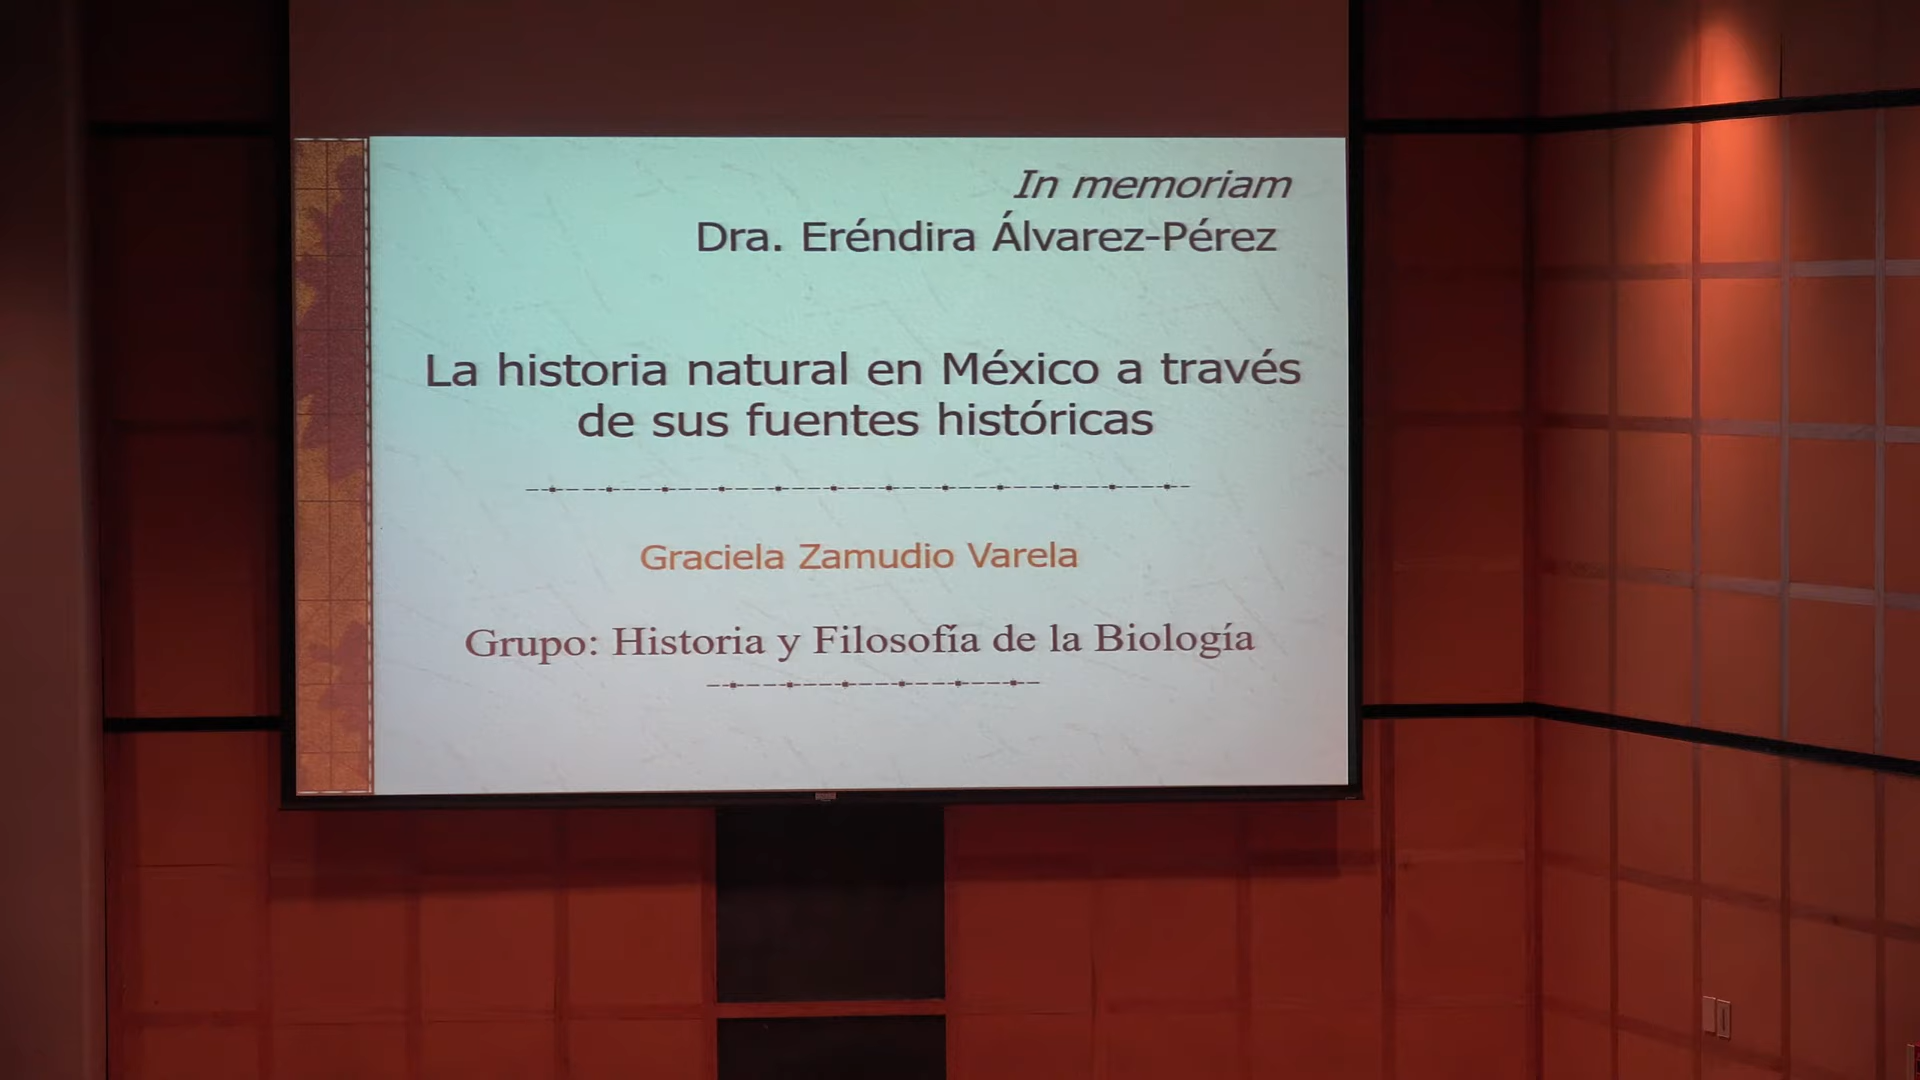 In memoriam
Dra. Eréndira Álvarez-Pérez
La historia natural en México a través
de sus fuentes históricas
Graciela Zamudio Varela
Grupo: Historia y Filosofía de la Biología